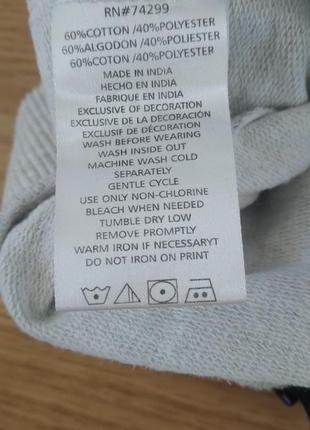 RN#74299
60%COTTON /40%POLYESTER
60%ALGODON /40%POLIESTER
60%COTON /40%POLYESTER
MADE IN INDIA
HECHO EN INDIA
FABRIQUE EN INDIA
EXCLUSIVE OF DECORATION
EXCLUSIVE DE LA DECORACIÓN
EXCLUSIF DE DÉCORATION
WASH BEFORE WEARING
WASH INSIDE OUT
MACHINE WASH COLD
SEPARATELY
GENTLE CYCLE
USE ONLY NON-CHLORINE
BLEACH WHEN NEEDED
TUMBLE DRY LOW
REMOVE PROMPTLY
WARM IRON IF NECESSARYT
DO NOT IRON ON PRINT